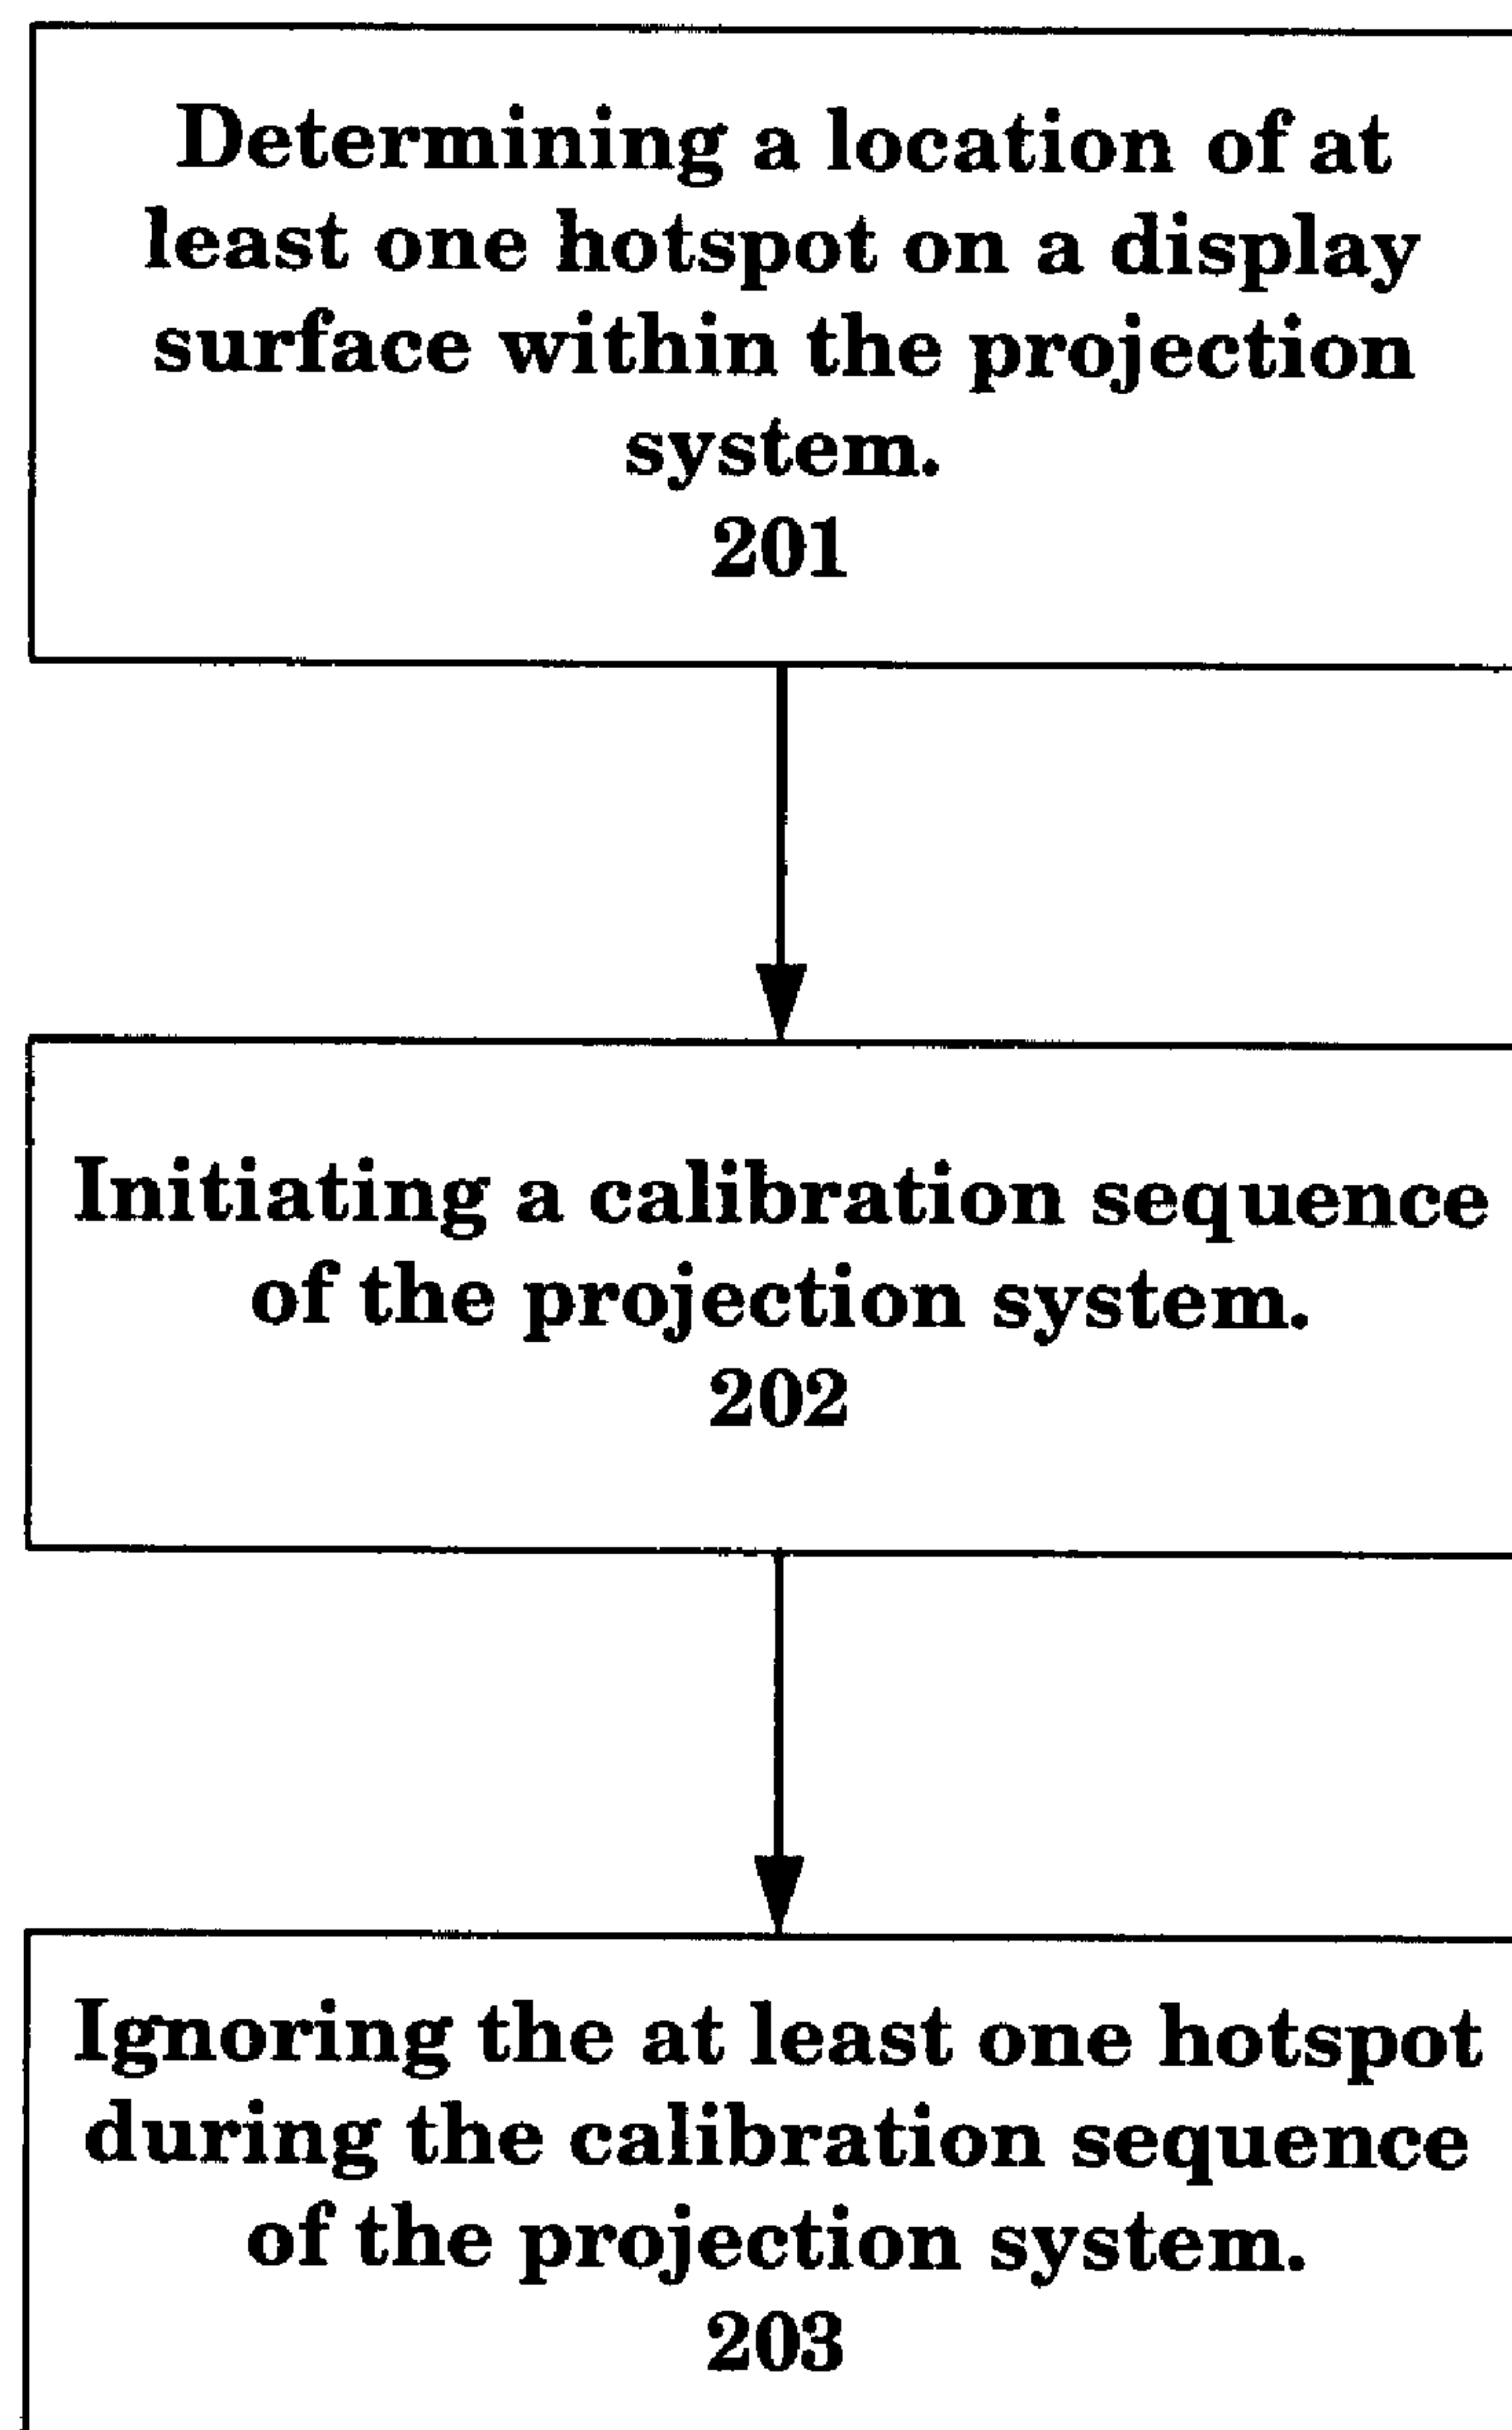 Determining a location of at
least one hotspot on a display
surface within the projection
system.
201
Initiating a calibration sequence
of the projection system.
202
Ignoring the at least one hotspot
during the calibration sequence
of the projection system.
203